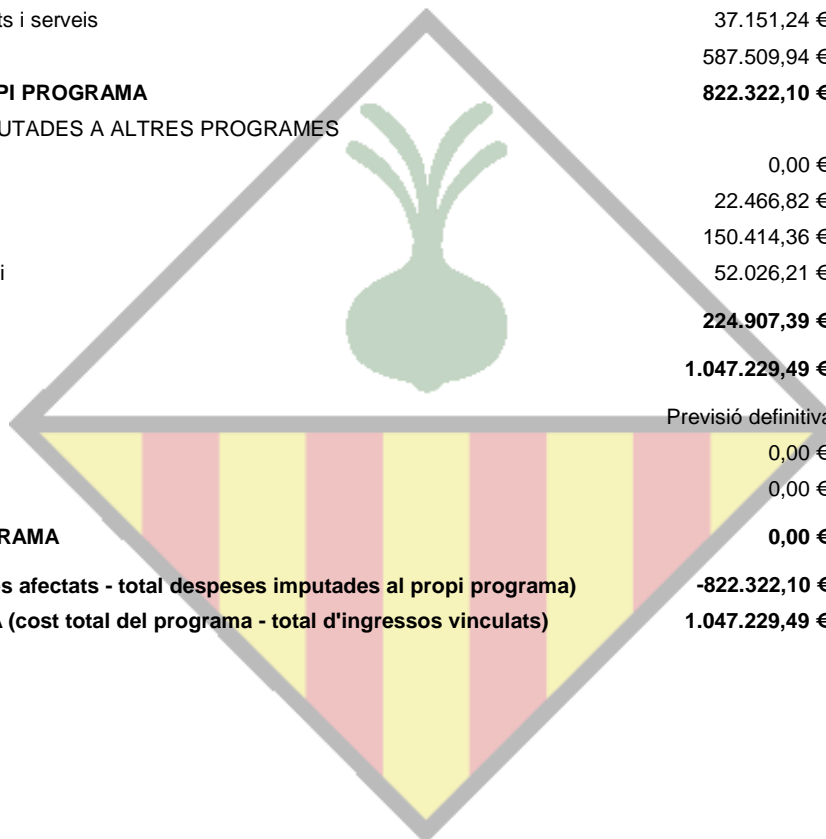 ts i serveis 37.151,24 €
587.509,94 €
PI PROGRAMA 822.322,10 €
UTADES A ALTRES PROGRAMES
0,00 €
22.466,82 €
150.414,36 €
i 52.026,21 €
224.907,39 €
1.047.229,49 €
Previsió definitiva
0,00 €
0,00 €
RAMA 0,00 €
s afectats - total despeses imputades al propi programa) -822.322,10 €
A (cost total del programa - total d'ingressos vinculats) 1.047.229,49 €